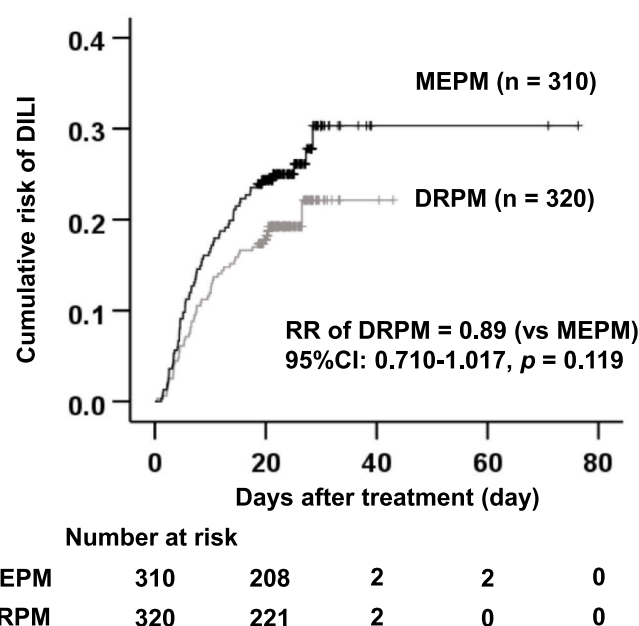 0.4
MEPM (n = 310)
0.3
DRPM (n = 320)
0.2
Cumulative risk of DILI
0.1
RR of DRPM = 0.89 (vs MEPM)
95%CI: 0.710-1.017, p = 0.119
0.0
0 20 40 60 80
Days after treatment (day)
Number at risk
EPM 310 208 2 2 0
RPM 320 221 2 0 0